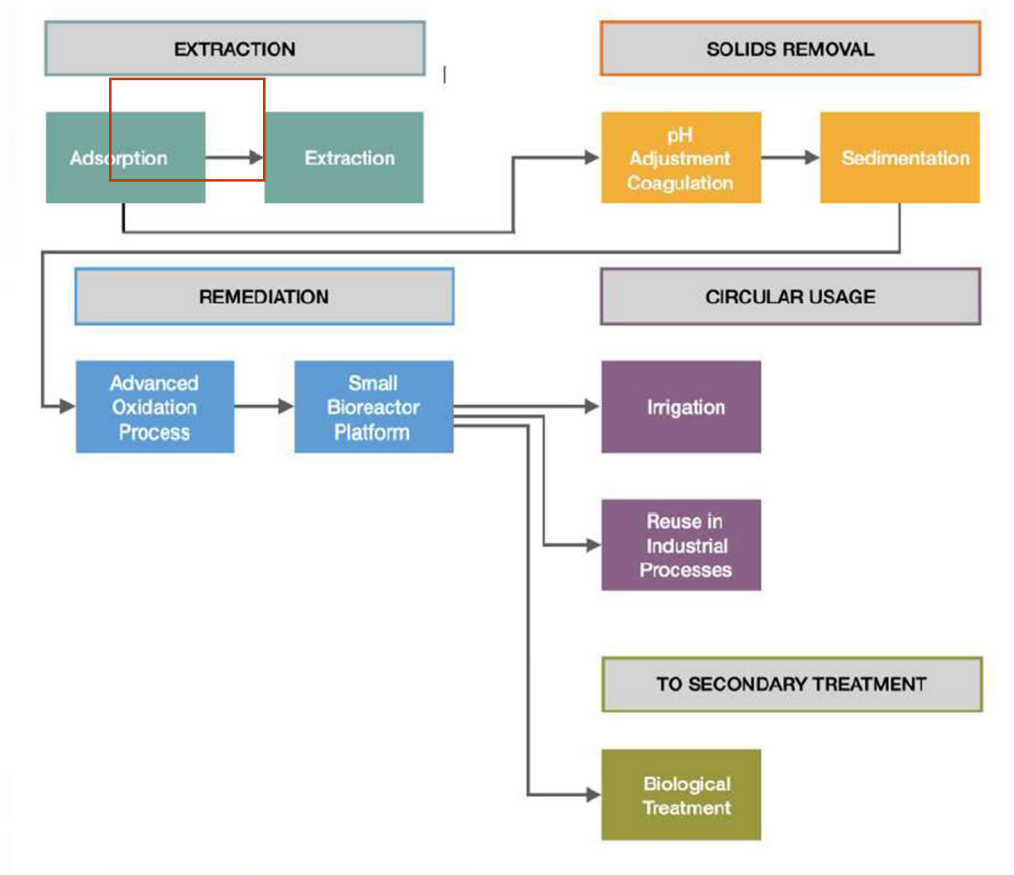 EXTRACTION
SOLIDS REMOVAL
Adsorption
Extraction
pH
Adjustment
Coagulation
Sedimentation
REMEDIATION
CIRCULAR USAGE
Advanced
Oxidation
Process
Small
Bioreactor
Platform
Irrigation
Reuse in
Industrial
Processes
TO SECONDARY TREATMENT
Biological
Treatment